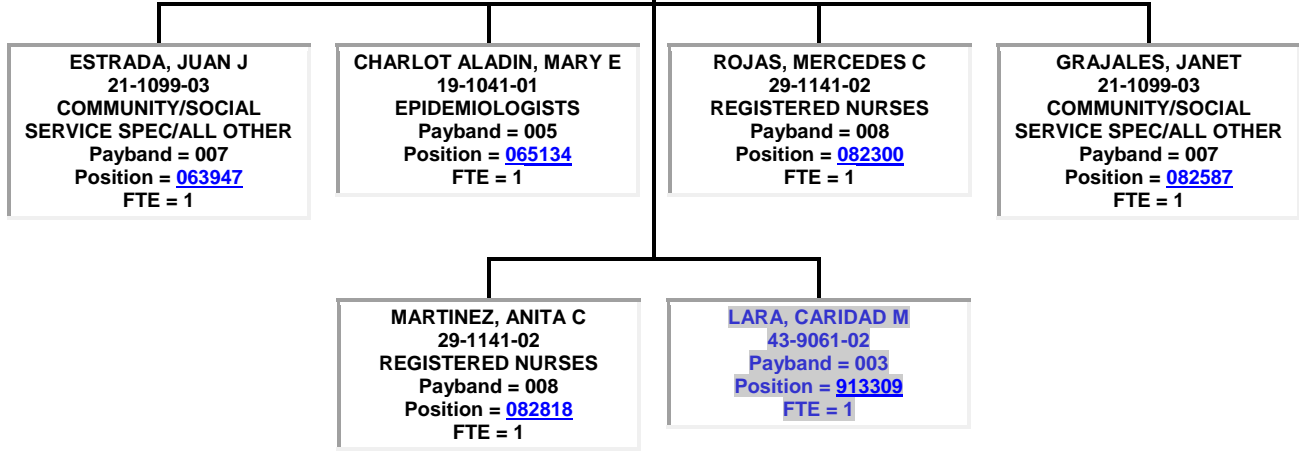 ESTRADA, JUAN J
21-1099-03
COMMUNITY/SOCIAL
SERVICE SPEC/ALL OTHER
Payband = 007
Position = 063947
FTE = 1
CHARLOT ALADIN, MARY E
19-1041-01
EPIDEMIOLOGISTS
Payband = 005
Position = 065134
FTE = 1
ROJAS, MERCEDES C
29-1141-02
REGISTERED NURSES
Payband = 008
Position = 082300
FTE = 1
GRAJALES, JANET
21-1099-03
COMMUNITY/SOCIAL
SERVICE SPEC/ALL OTHER
Payband = 007
Position = 082587
FTE = 1
MARTINEZ, ANITA C
29-1141-02
REGISTERED NURSES
Payband = 008
Position = 082818
FTE = 1
LARA, CARIDAD M
43-9061-02
Payband = 003
Position = 913309
FTE = 1